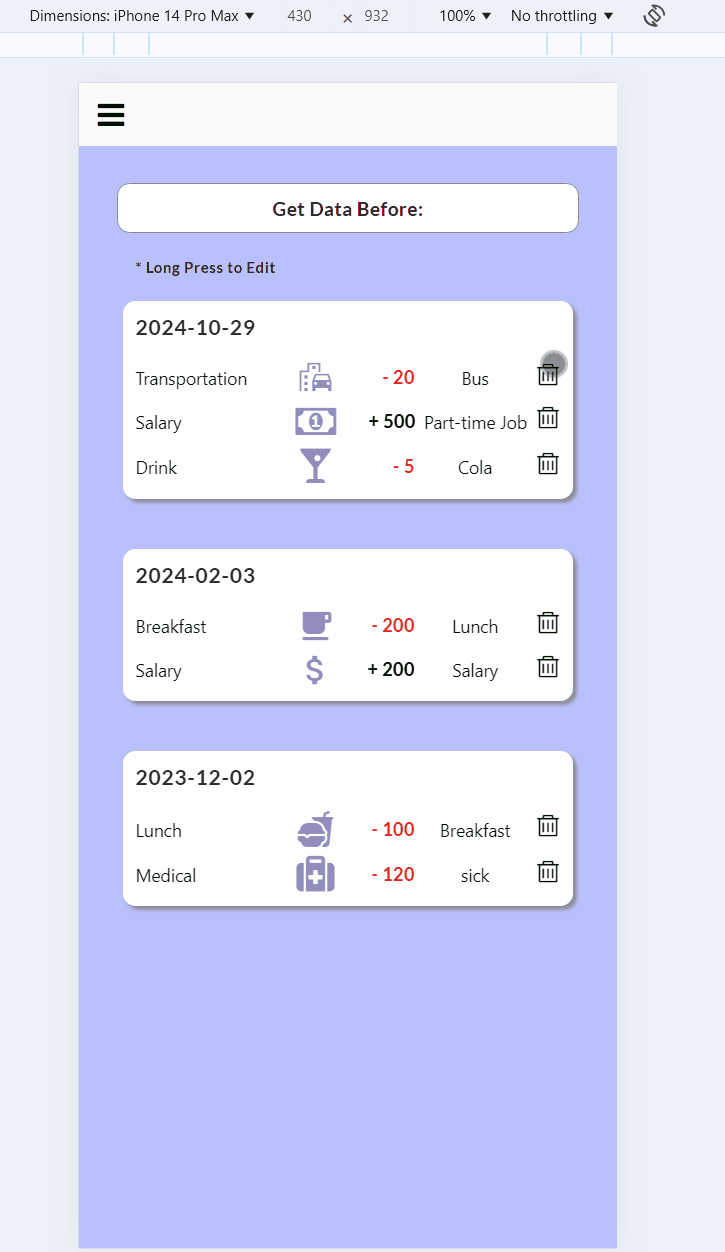 Dimensions: iPhone 14 Pro Max ▼ 430 × 932 100% ▼ No throttling ▼
Get Data Before:
* Long Press to Edit
2024-10-29
Transportation - 20 Bus
Salary 1 + 500 Part-time Job
Drink - 5 Cola
2024-02-03
Breakfast - 200 Lunch
Salary $ + 200 Salary
2023-12-02
Lunch - 100 Breakfast
Medical - 120 sick